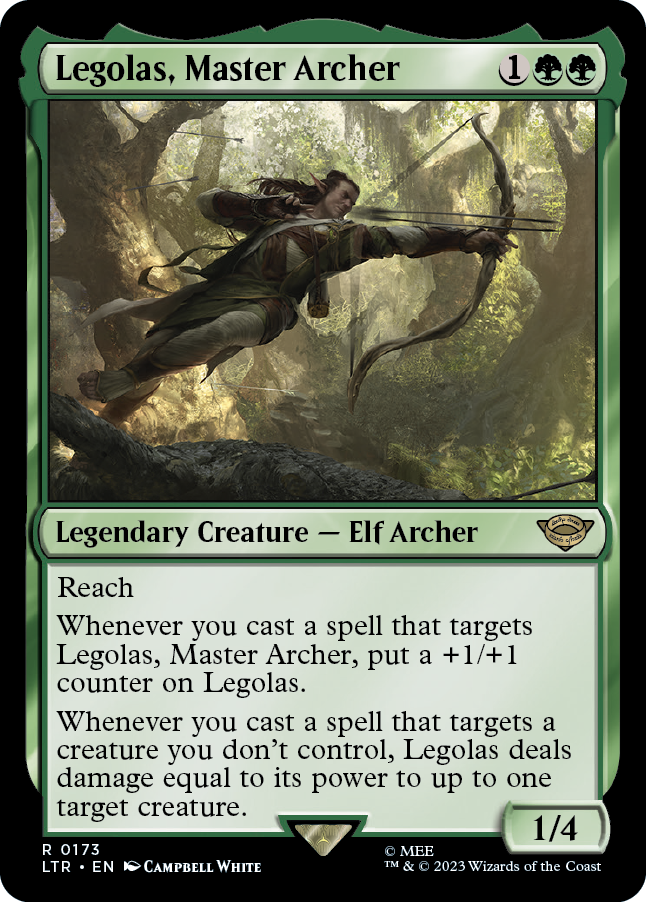 Legolas, Master Archer 1
Legendary Creature — Elf Archer
Reach
Whenever you cast a spell that targets
Legolas, Master Archer, put a +1/+1
counter on Legolas.
Whenever you cast a spell that targets a
creature you don't control, Legolas deals
damage equal to its power to up to one
target creature.
1/4
R 0173
LTR • EN Campbell White
© MEE
™ & © 2023 Wizards of the Coast